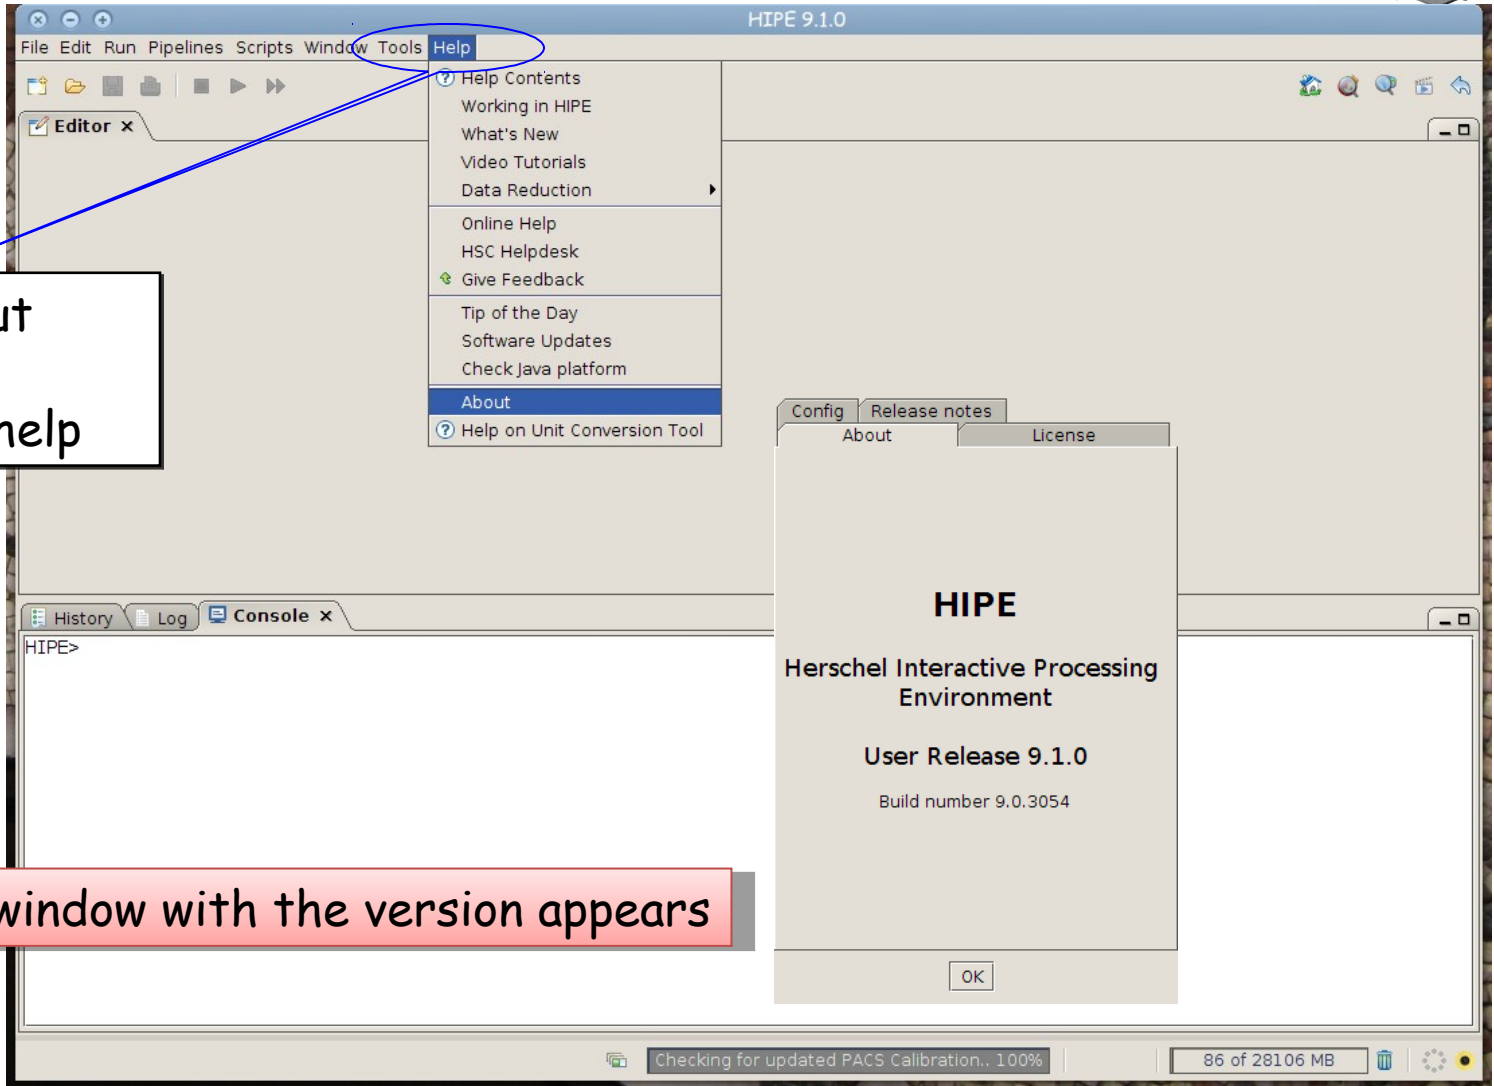 HIPE 9.1.0
File Edit Run Pipelines Scripts Window Tools Help
Editor x
Help Contents
Working in HIPE
What's New
Video Tutorials
Data Reduction
Online Help
HSC Helpdesk
Give Feedback
Tip of the Day
Software Updates
Check Java platform
About
Help on Unit Conversion Tool
help
Config Release notes
About License
HIPE
Herschel Interactive Processing
Environment
User Release 9.1.0
Build number 9.0.3054
OK
History Log Console x
HIPE>
window with the version appears
Checking for updated PACS Calibration.. 100%
86 of 28106 MB